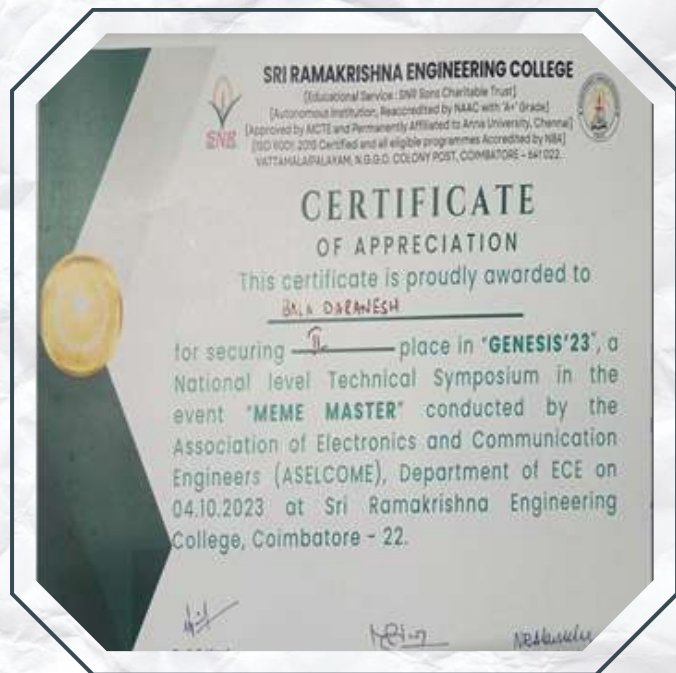 SRI RAMAKRISHNA ENGINEERING COLLEGE
[Educational Service : SNR Sons Charitable Trust]
[Autonomous Institution, Reaccredited by NAAC with 'A+' Grade]
[Approved by AICTE and Permanently Affiliated to Anna University, Chennai]
[ISO 9001: 2015 Certified and all eligible programmes Accredited by NBA]
VATTAMALAIPALAYAM, N.G.G.O. COLONY POST, COIMBATORE – 641 022.
SNR
CERTIFICATE
OF APPRECIATION
This certificate is proudly awarded to
BALA DARANESH
for securing II place in "GENESIS'23", a
National level Technical Symposium in the
event "MEME MASTER" conducted by the
Association of Electronics and Communication
Engineers (ASELCOME), Department of ECE on
04.10.2023 at Sri Ramakrishna Engineering
College, Coimbatore - 22.